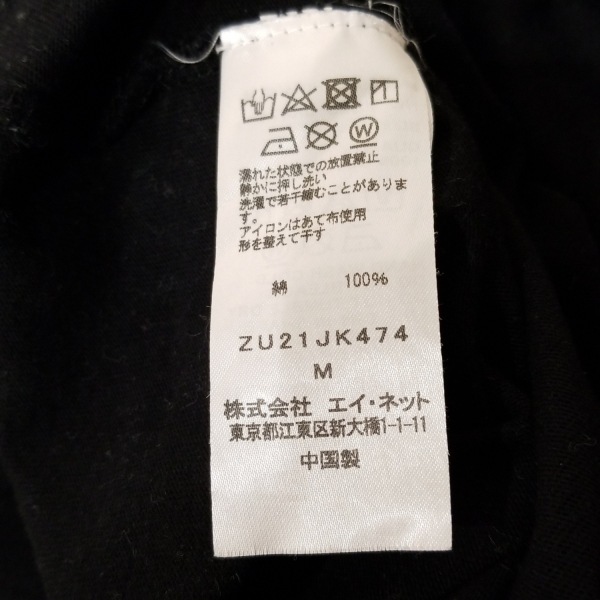 W
濡れた状態での放置禁止
静かに押し洗い
洗濯で若干縮むことがありま
す。
アイロンはあて布使用
形を整えて干す
綿 100%
ZU21JK474
M
株式会社 エイ・ネット
東京都江東区新大橋1-1-11
中国製